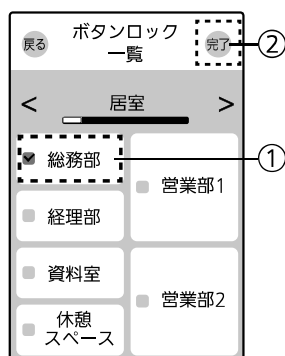 戻る
ボタンロック
一覧
完了
②
<
居室
>
総務部
①
営業部1
経理部
資料室
営業部2
休憩
スペース